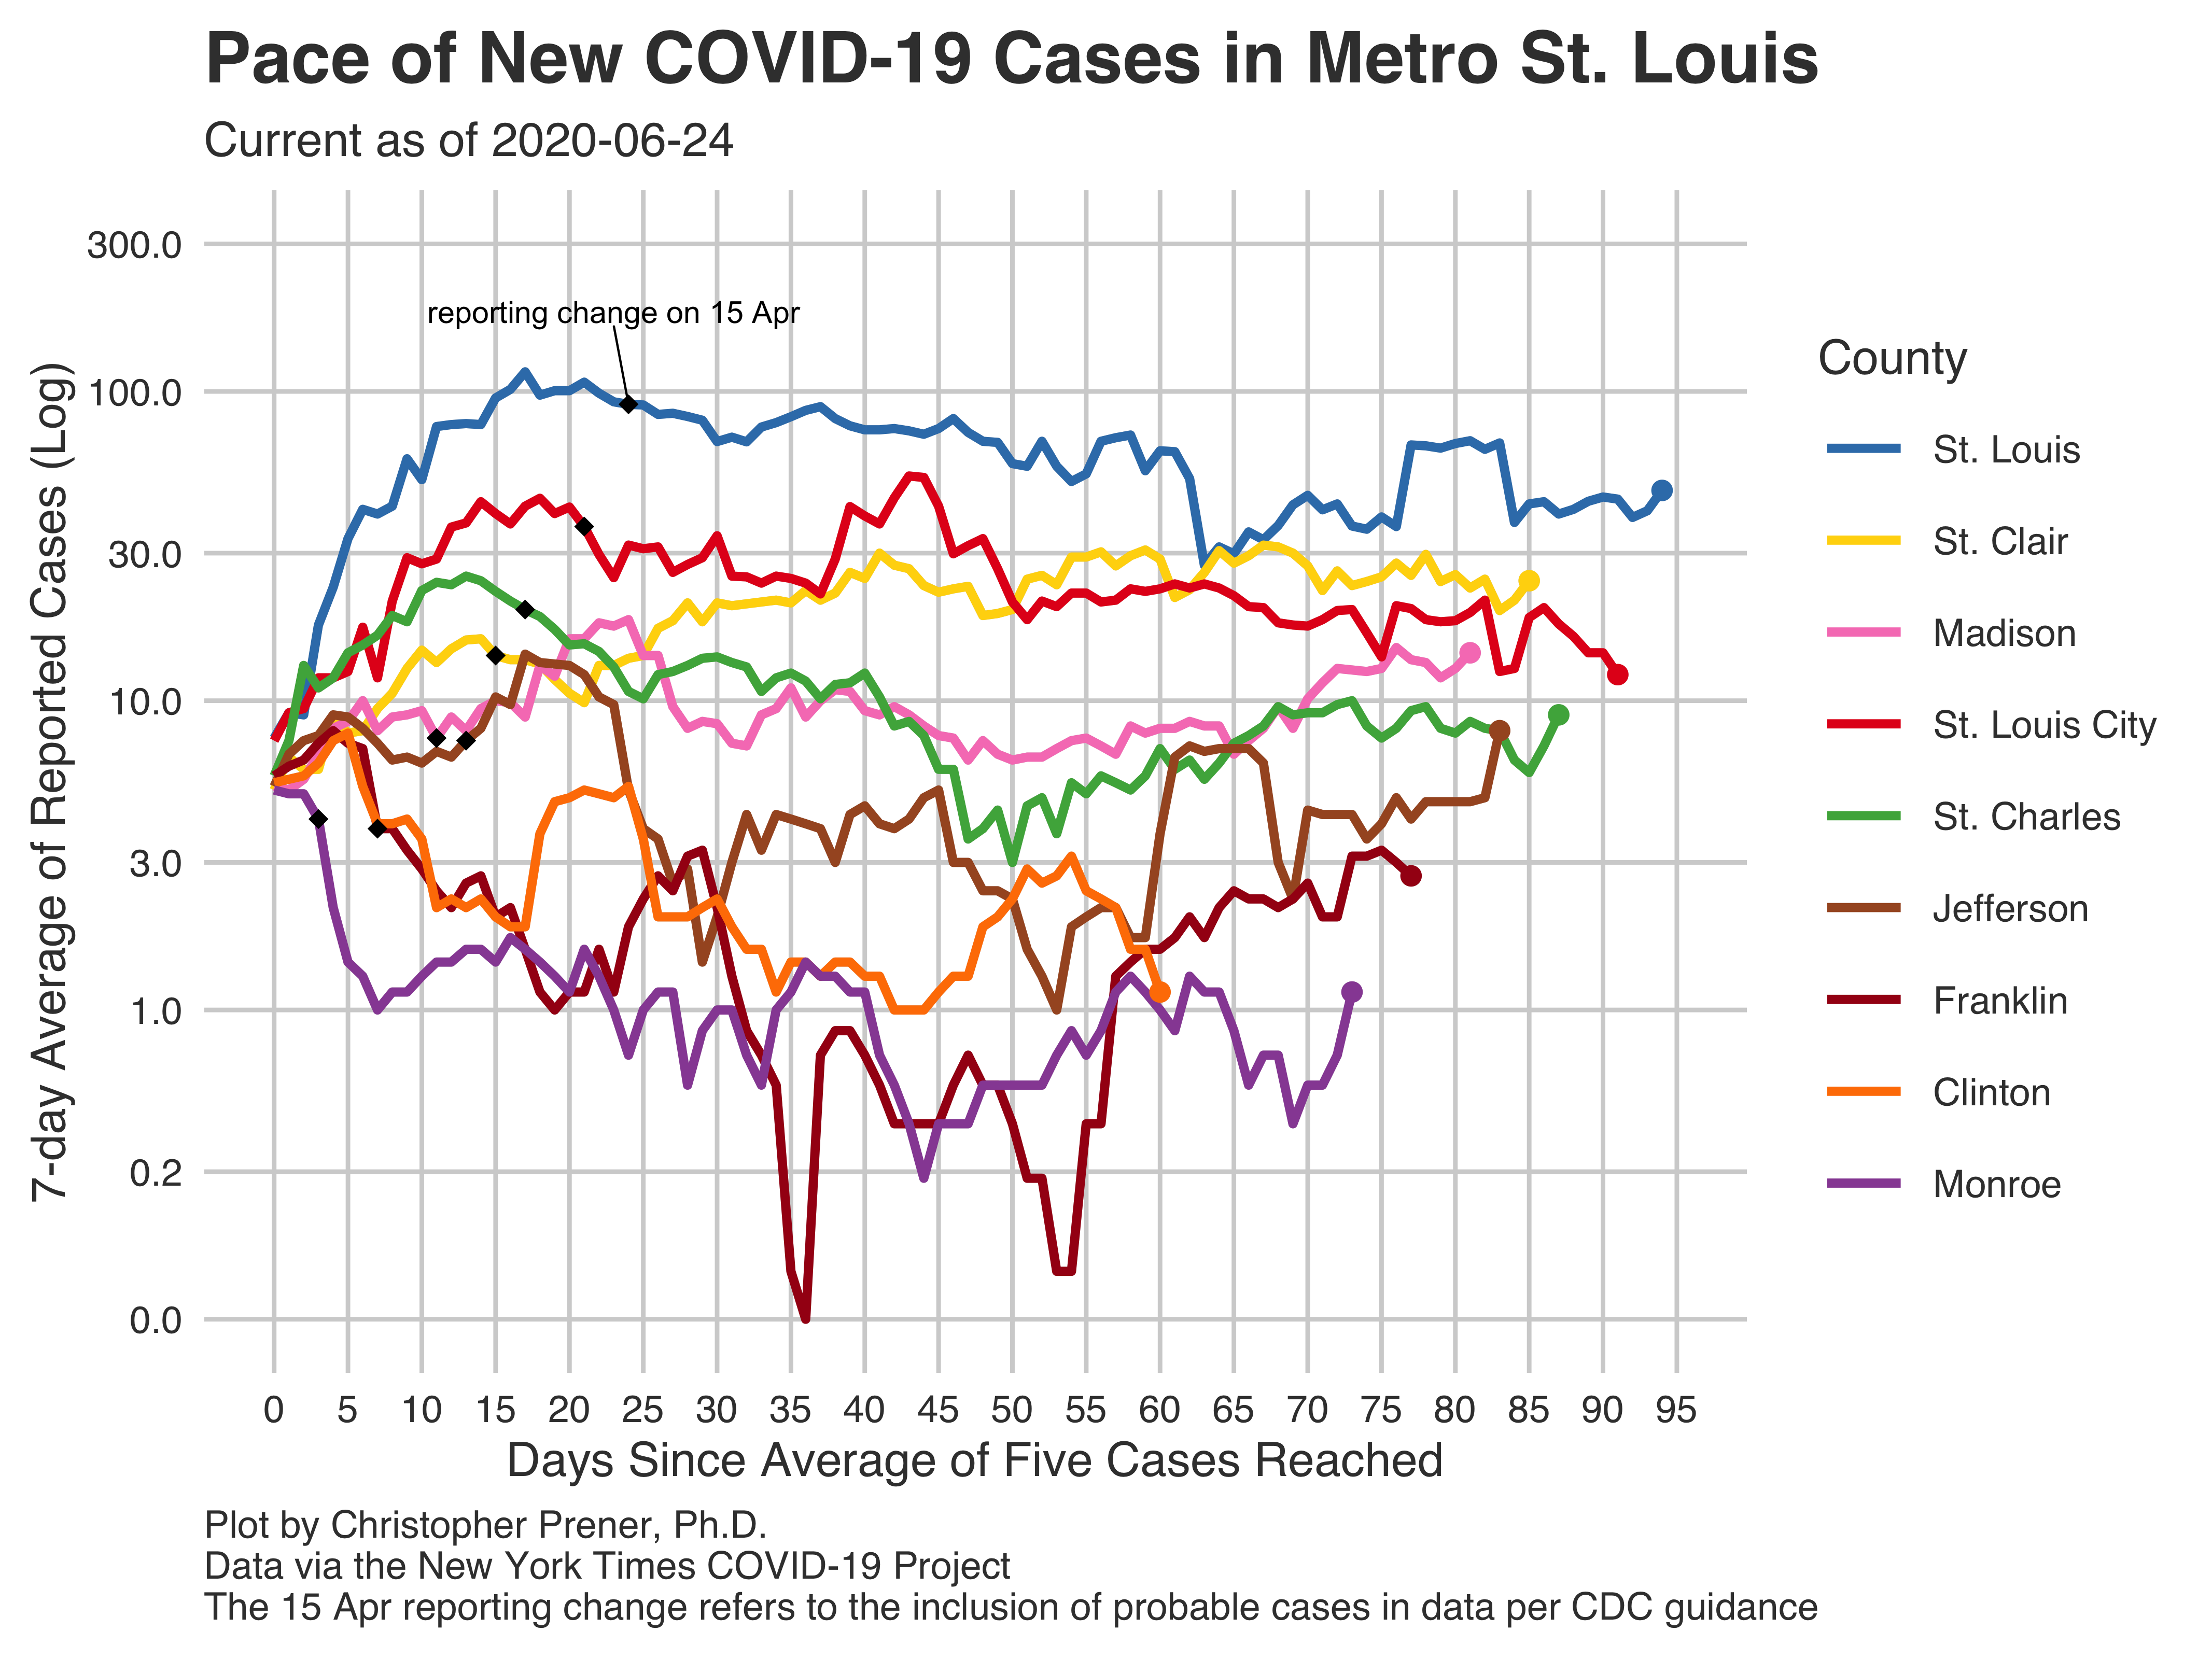 Pace of New COVID-19 Cases in Metro St. Louis
Current as of 2020-06-24
7-day Average of Reported Cases (Log)
300.0
100.0
30.0
10.0
3.0
1.0
0.2
0.0
reporting change on 15 Apr
0 5 10 15 20 25 30 35 40 45 50 55 60 65 70 75 80 85 90 95
Days Since Average of Five Cases Reached
County
St. Louis
St. Clair
Madison
St. Louis City
St. Charles
Jefferson
Franklin
Clinton
Monroe
Plot by Christopher Prener, Ph.D.
Data via the New York Times COVID-19 Project
The 15 Apr reporting change refers to the inclusion of probable cases in data per CDC guidance